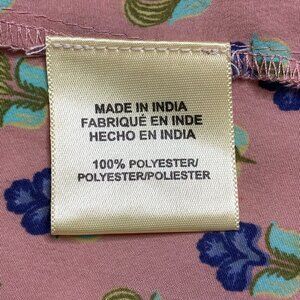 MADE IN INDIA
FABRIQUÉ EN INDE
HECHO EN INDIA
100% POLYESTER/
POLYESTER/POLIESTER